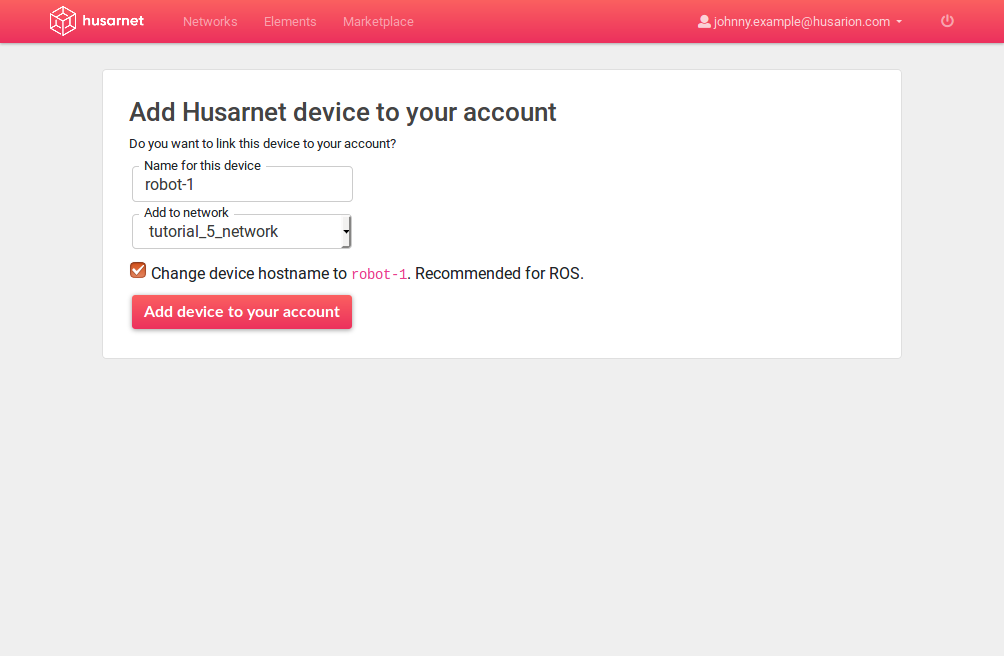 husarnet Networks Elements Marketplace johnny.example@husarion.com
Add Husarnet device to your account
Do you want to link this device to your account?
Name for this device
robot-1
Add to network
tutorial_5_network
Change device hostname to robot-1. Recommended for ROS.
Add device to your account